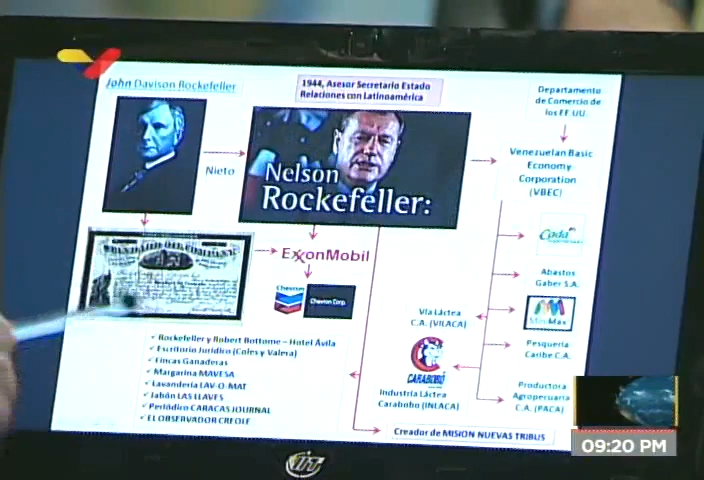 John Davison Rockefeller
1944, Asesor Secretario Estado
Relaciones con Latinoamérica
Departamento
de Comercio de
los EE UU
Nieto
Nelson
Rockefeller:
Venezuelan Basic
Economy
Corporation
(VBEC)
ExxonMobil
Chevron
Chevron Corp.
Cada
Abastos
Gaber S.A.
Vía Láctea
C.A. (VILACA)
MiniMax
Pesquería
Caribe C.A.
CARABOBO
Industria Láctea
Carabobo (INLACA)
Productora
Agropecuaria
C.A. (PACA)
Rockefeller y Robert Bottome – Hotel Ávila
Escritorio Jurídico (Coles y Valera)
Fincas Ganaderas
Margarina MAVESA
Lavandería LAV-O-MAT
Jabón LAS LLAVES
Periódico CARACAS JOURNAL
EL OBSERVADOR CREOLE
Creador de MISION NUEVAS TRIBUS
09:20 PM